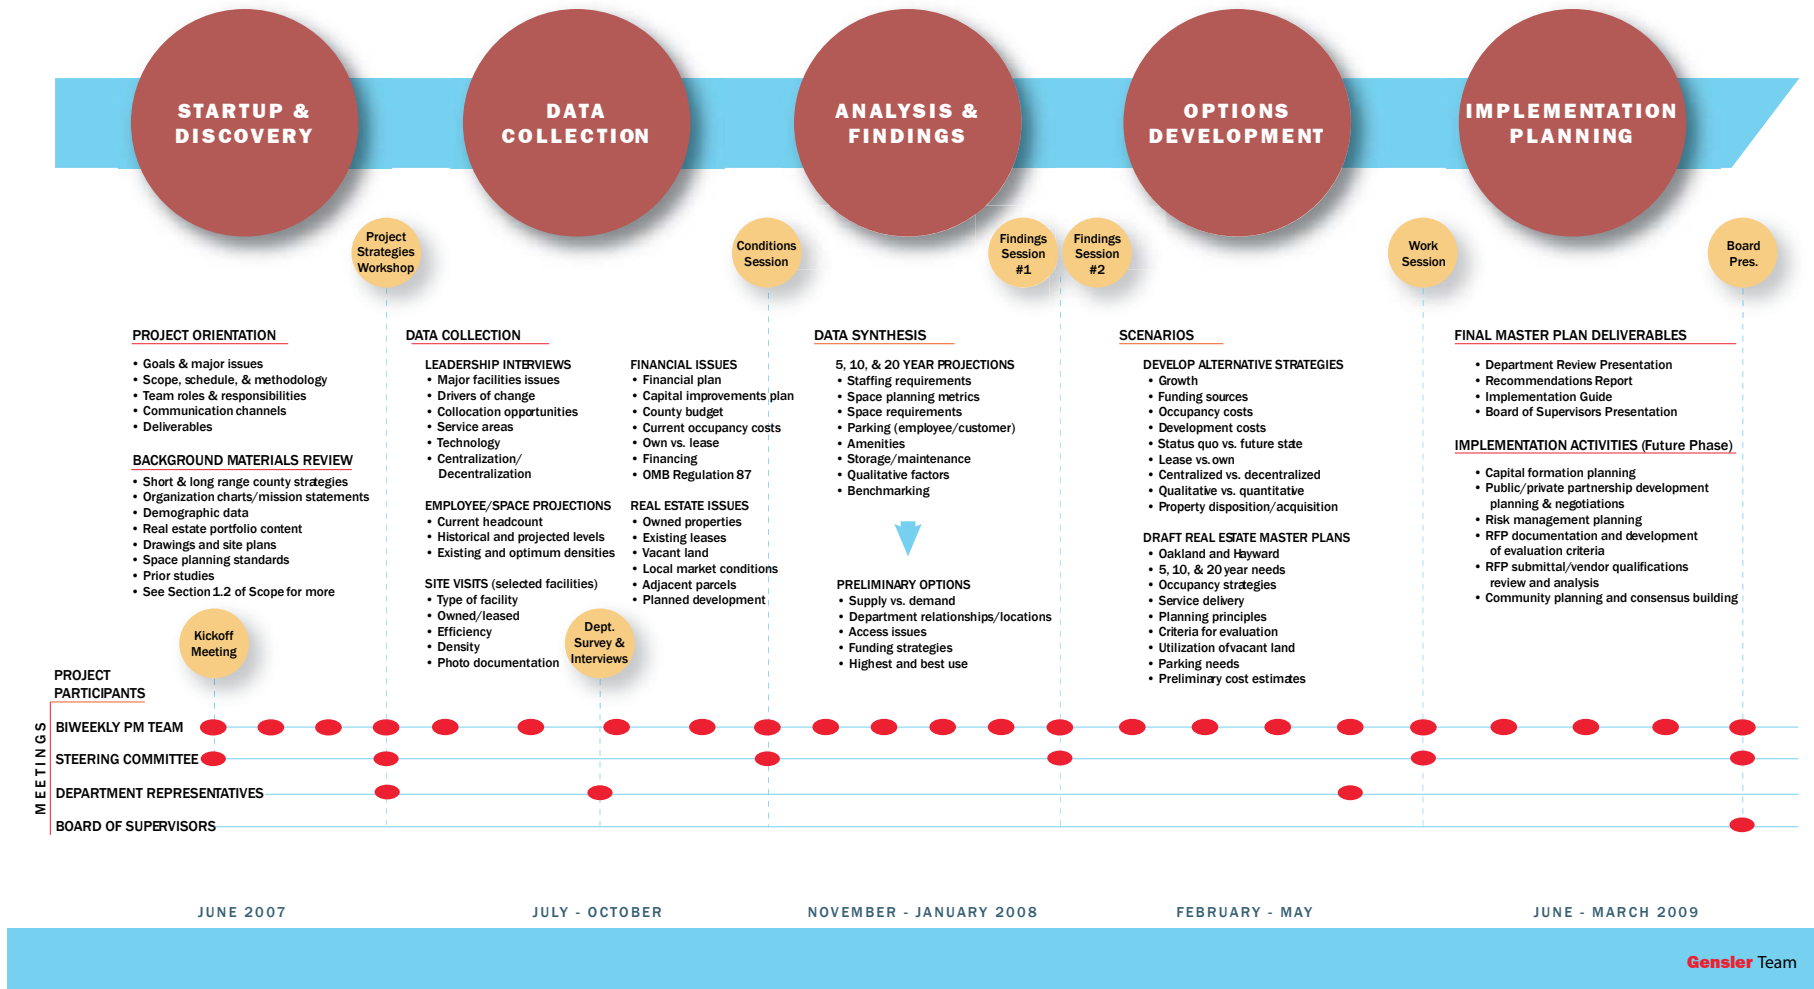 STARTUP &
DISCOVERY
DATA
COLLECTION
ANALYSIS &
FINDINGS
OPTIONS
DEVELOPMENT
IMPLEMENTATION
PLANNING
Project
Strategies
Workshop
Conditions
Session
Findings
Session
#1
Findings
Session
#2
Work
Session
Board
Pres.
PROJECT ORIENTATION
• Goals & major issues
• Scope, schedule, & methodology
• Team roles & responsibilities
• Communication channels
• Deliverables
BACKGROUND MATERIALS REVIEW
• Short & long range county strategies
• Organization charts/mission statements
• Demographic data
• Real estate portfolio content
• Drawings and site plans
• Space planning standards
• Prior studies
• See Section 1.2 of Scope for more
Kickoff
Meeting
DATA COLLECTION
LEADERSHIP INTERVIEWS
• Major facilities issues
• Drivers of change
• Collocation opportunities
• Service areas
• Technology
• Centralization/
Decentralization
EMPLOYEE/SPACE PROJECTIONS
• Current headcount
• Historical and projected levels
• Existing and optimum densities
SITE VISITS (selected facilities)
• Type of facility
• Owned/leased
• Efficiency
• Density
• Photo documentation
FINANCIAL ISSUES
• Financial plan
• Capital improvements plan
• County budget
• Current occupancy costs
• Own vs. lease
• Financing
• OMB Regulation 87
REAL ESTATE ISSUES
• Owned properties
• Existing leases
• Vacant land
• Local market conditions
• Adjacent parcels
• Planned development
Dept.
Survey &
Interviews
DATA SYNTHESIS
5, 10, & 20 YEAR PROJECTIONS
• Staffing requirements
• Space planning metrics
• Space requirements
• Parking (employee/customer)
• Amenities
• Storage/maintenance
• Qualitative factors
• Benchmarking
PRELIMINARY OPTIONS
• Supply vs. demand
• Department relationships/locations
• Access issues
• Funding strategies
• Highest and best use
SCENARIOS
DEVELOP ALTERNATIVE STRATEGIES
• Growth
• Funding sources
• Occupancy costs
• Development costs
• Status quo vs. future state
• Lease vs. own
• Centralized vs. decentralized
• Qualitative vs. quantitative
• Property disposition/acquisition
DRAFT REAL ESTATE MASTER PLANS
• Oakland and Hayward
• 5, 10, & 20 year needs
• Occupancy strategies
• Service delivery
• Planning principles
• Criteria for evaluation
• Utilization ofvacant land
• Parking needs
• Preliminary cost estimates
FINAL MASTER PLAN DELIVERABLES
• Department Review Presentation
• Recommendations Report
• Implementation Guide
• Board of Supervisors Presentation
IMPLEMENTATION ACTIVITIES (Future Phase)
• Capital formation planning
• Public/private partnership development
planning & negotiations
• Risk management planning
• RFP documentation and development
of evaluation criteria
• RFP submittal/vendor qualifications
review and analysis
• Community planning and consensus building
PROJECT
PARTICIPANTS
MEETINGS
BIWEEKLY PM TEAM
STEERING COMMITTEE
DEPARTMENT REPRESENTATIVES
BOARD OF SUPERVISORS
JUNE 2007
JULY - OCTOBER
NOVEMBER - JANUARY 2008
FEBRUARY - MAY
JUNE - MARCH 2009
Gensler Team